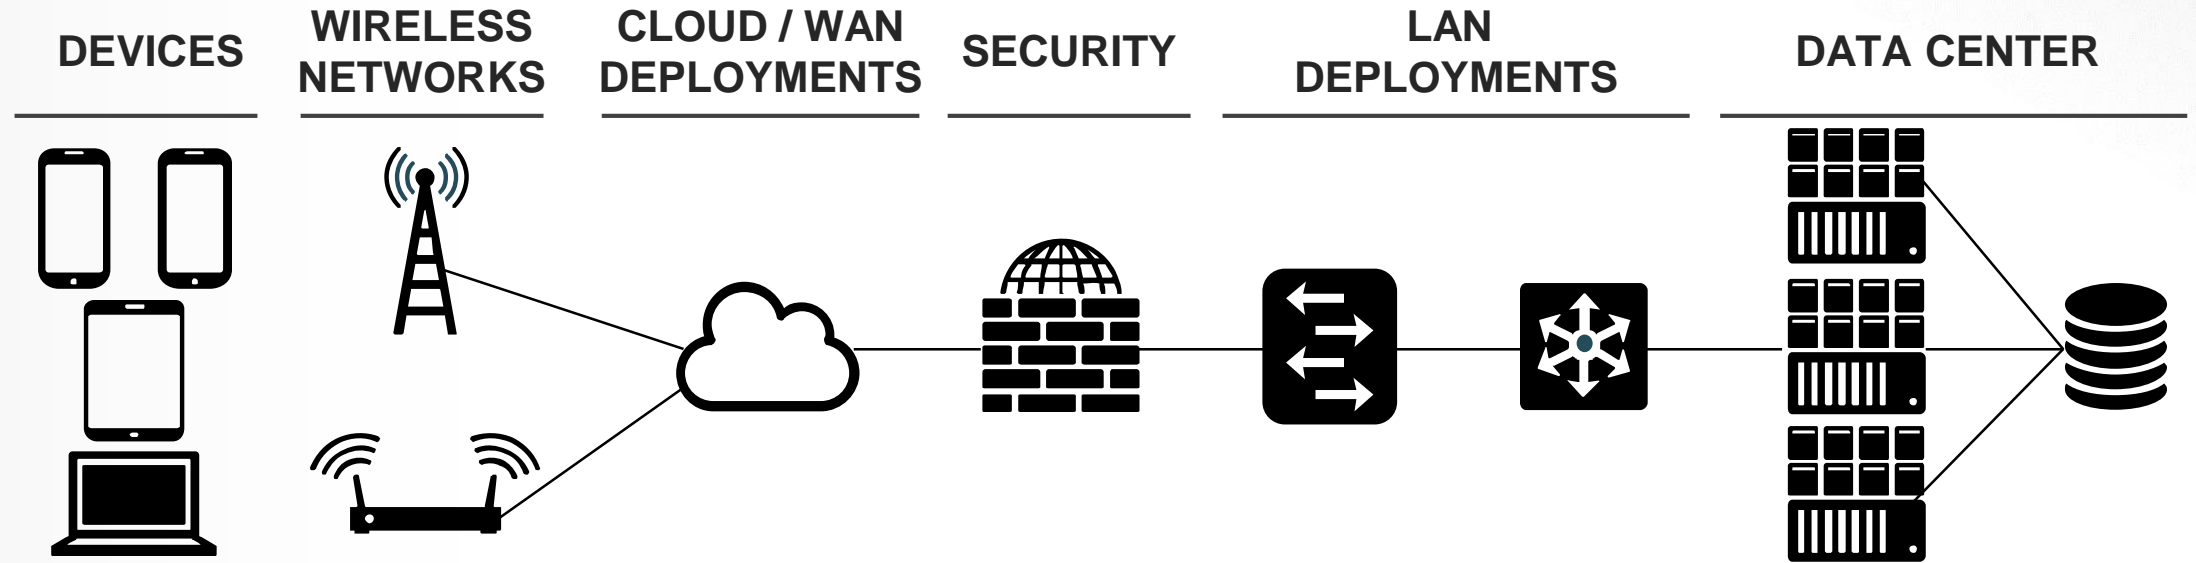 DEVICES
WIRELESS
NETWORKS
CLOUD / WAN
DEPLOYMENTS
SECURITY
LAN
DEPLOYMENTS
DATA CENTER